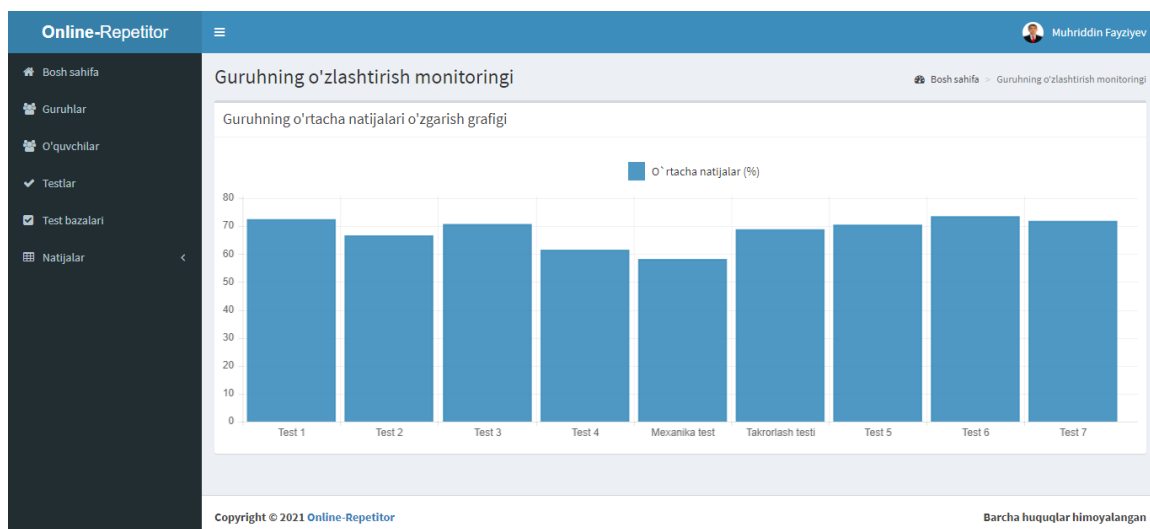 Online-Repetitor
Muhriddin Fayziyev
Bosh sahifa
Guruhlar
O'quvchilar
Testlar
Test bazalari
Natijalar
Guruhning o'zlashtirish monitoringi
Bosh sahifa > Guruhning o'zlashtirish monitoringi
Guruhning o'rtacha natijalari o'zgarish grafigi
O`rtacha natijalar (%)
80
70
60
50
40
30
20
10
0
Test 1 Test 2 Test 3 Test 4 Mexanika test Takrorlash testi Test 5 Test 6 Test 7
Copyright © 2021 Online-Repetitor
Barcha huquqlar himoyalangan